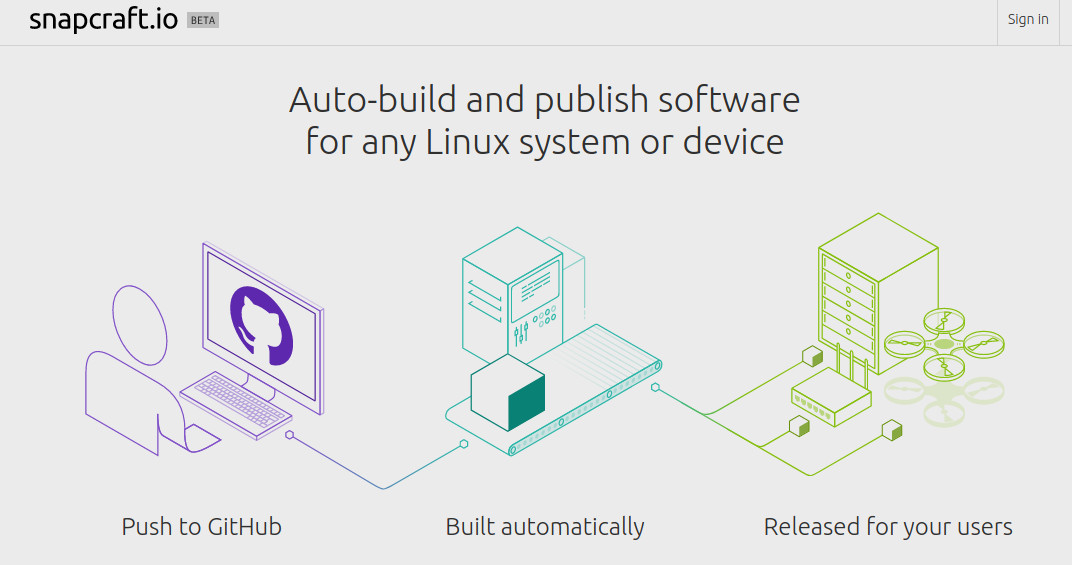 snapcraft.io BETA
Sign in
Auto-build and publish software
for any Linux system or device
Push to GitHub
Built automatically
Released for your users